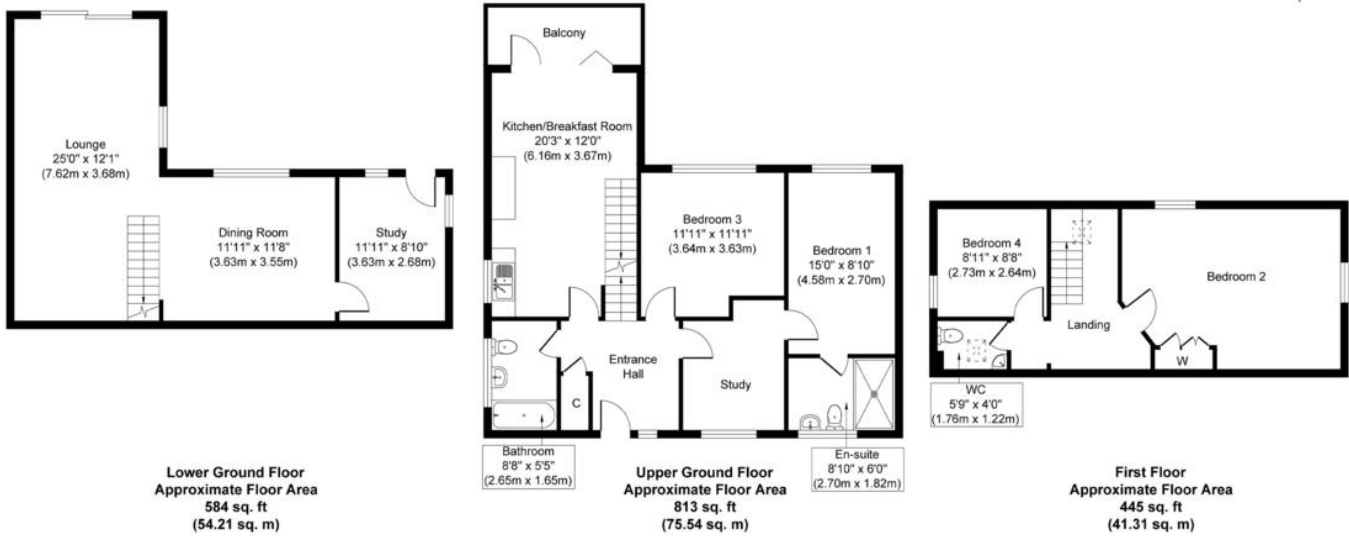 Lounge
25'0" x 12'1"
(7.62m x 3.68m)
Dining Room
11'11" x 11'8"
(3.63m x 3.55m)
Study
11'11" x 8'10"
(3.63m x 2.68m)
Lower Ground Floor
Approximate Floor Area
584 sq. ft
(54.21 sq. m)
Balcony
Kitchen/Breakfast Room
20'3" x 12'0"
(6.16m x 3.67m)
Bedroom 3
11'11" x 11'11"
(3.64m x 3.63m)
Bedroom 1
15'0" x 8'10"
(4.58m x 2.70m)
Entrance
Hall
Study
C
Bathroom
8'8" x 5'5"
(2.65m x 1.65m)
En-suite
8'10" x 6'0"
(2.70m x 1.82m)
Upper Ground Floor
Approximate Floor Area
813 sq. ft
(75.54 sq. m)
Bedroom 4
8'11" x 8'8"
(2.73m x 2.64m)
Bedroom 2
Landing
W
WC
5'9" x 4'0"
(1.76m x 1.22m)
First Floor
Approximate Floor Area
445 sq. ft
(41.31 sq. m)